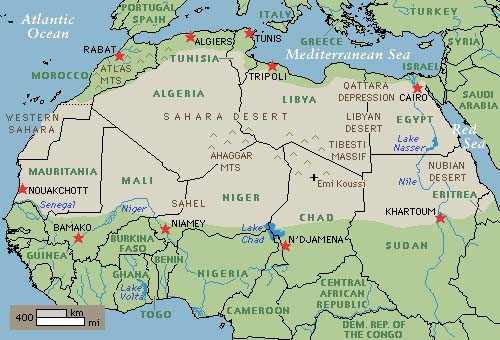 Atlantic
Ocean
PORTUGAL
SPAIN
ITALY
GREECE
TURKEY
SYRIA
ISRAEL
SAUDI
ARABIA
Mediterranean Sea
Red
Sea
RABAT
ALGIERS
TUNIS
TRIPOLI
CAIRO
ATLAS
MTS
MOROCCO
TUNISIA
WESTERN
SAHARA
ALGERIA
LIBYA
EGYPT
QATTARA
DEPRESSION
SAHARA DESERT
LIBYAN
DESERT
Lake
Nasser
AHAGGAR
MTS
TIBESTI
MASSIF
Emi Koussi
NUBIAN
DESERT
Nile
MAURITANIA
NOUAKCHOTT
Senegal
MALI
Niger
SAHEL
NIGER
CHAD
ERITREA
KHARTOUM
SUDAN
BAMAKO
NIAMEY
Lake
Chad
N'DJAMENA
GUINEA
BURKINA
FASO
BENIN
GHANA
Lake
Volta
TOGO
NIGERIA
CAMEROON
CENTRAL
AFRICAN
REPUBLIC
DEM. REP. OF
THE CONGO
400 km
mi